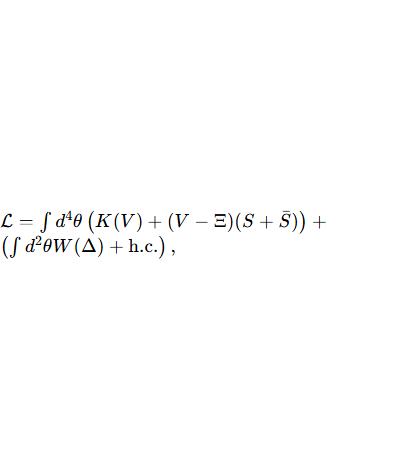 ℒ = ∫ d⁴θ (K(V) + (V − Ξ)(S + S̄)) +
(∫ d²θW(Δ) + h.c.) ,